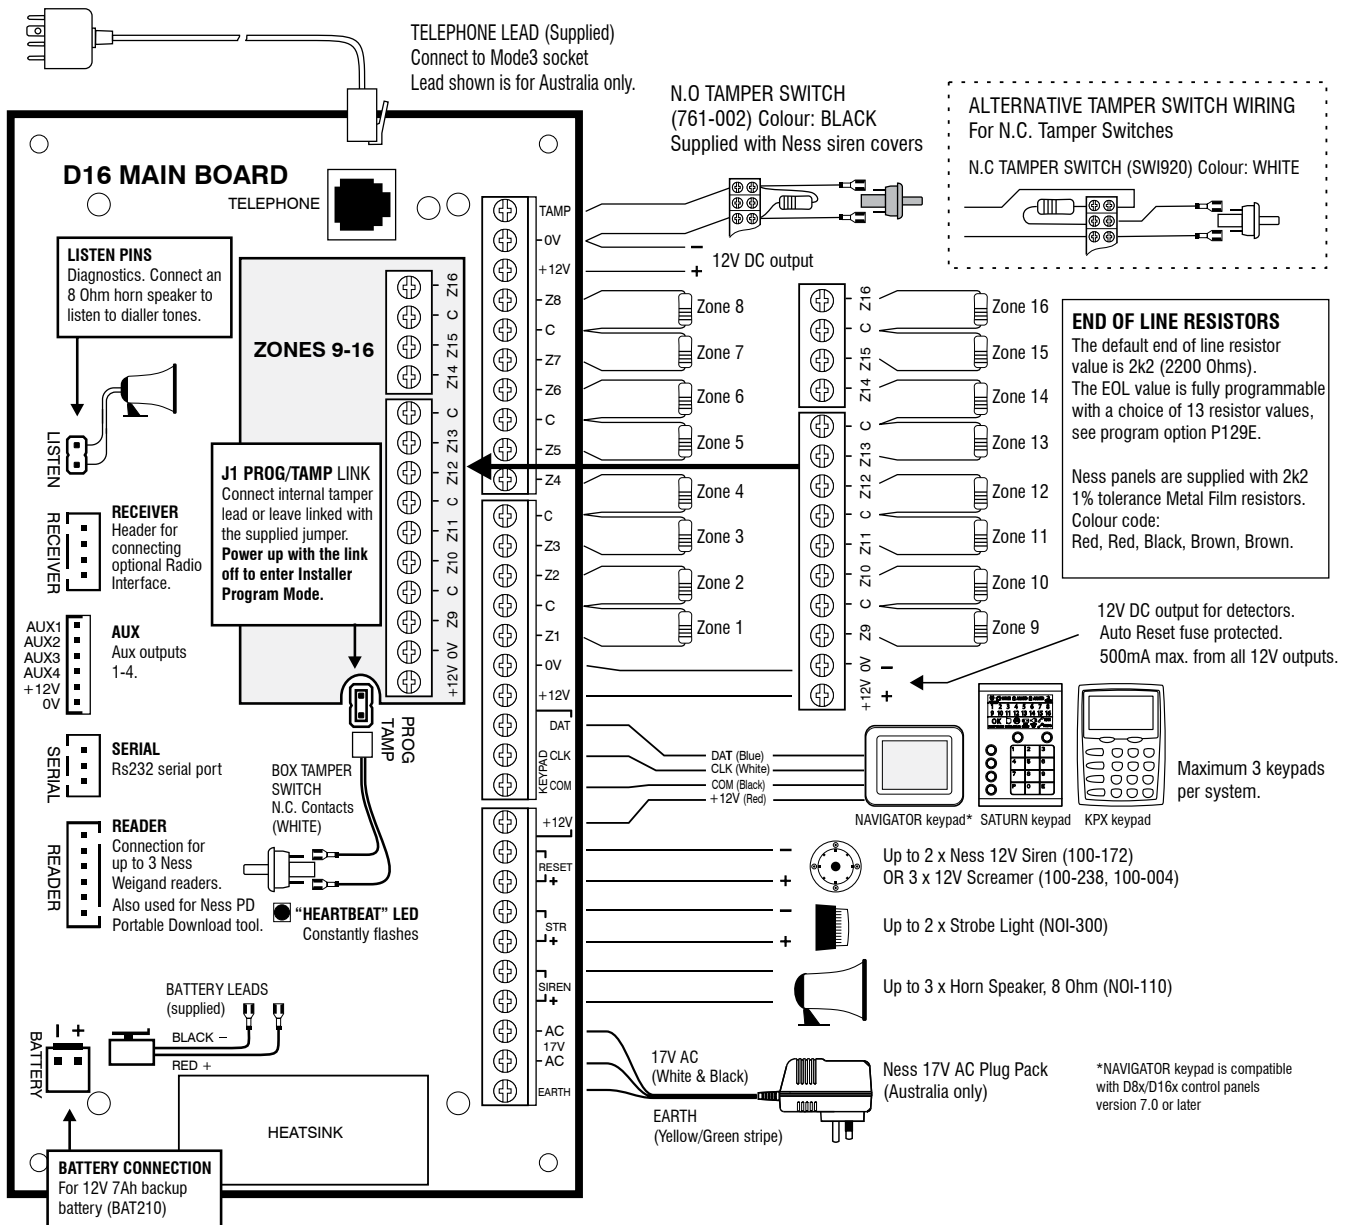 TELEPHONE LEAD (Supplied)
Connect to Mode3 socket
Lead shown is for Australia only.
N.O TAMPER SWITCH
(761-002) Colour: BLACK
Supplied with Ness siren covers
ALTERNATIVE TAMPER SWITCH WIRING
For N.C. Tamper Switches
N.C TAMPER SWITCH (SWI920) Colour: WHITE
D16 MAIN BOARD
TELEPHONE
LISTEN PINS
Diagnostics. Connect an
8 Ohm horn speaker to
listen to dialler tones.
LISTEN
ZONES 9-16
Z16
C
Z15
Z14
C
Z13
Z12
C
Z11
Z10
C
Z9
0V
+12V
J1 PROG/TAMP LINK
Connect internal tamper
lead or leave linked with
the supplied jumper.
Power up with the link
off to enter Installer
Program Mode.
RECEIVER
RECEIVER
Header for
connecting
optional Radio
Interface.
AUX1
AUX2
AUX3
AUX4
+12V
0V
AUX
Aux outputs
1-4.
SERIAL
SERIAL
Rs232 serial port
READER
READER
Connection for
up to 3 Ness
Weigand readers.
Also used for Ness PD
Portable Download tool.
PROG
TAMP
BOX TAMPER
SWITCH
N.C. Contacts
(WHITE)
"HEARTBEAT" LED
Constantly flashes
BATTERY LEADS
(supplied)
BLACK –
RED +
– +
BATTERY
HEATSINK
BATTERY CONNECTION
For 12V 7Ah backup
battery (BAT210)
TAMP
0V
+12V
Z8
C
Z7
Z6
C
Z5
Z4
C
Z3
Z2
C
Z1
0V
+12V
DAT
CLK
COM
KEYPAD
+12V
–
RESET
+
–
STR
+
–
SIREN
+
AC
17V
AC
EARTH
–
+
12V DC output
Zone 8
Zone 7
Zone 6
Zone 5
Zone 4
Zone 3
Zone 2
Zone 1
Z16
C
Z15
Z14
C
Z13
Z12
C
Z11
Z10
C
Z9
0V –
+12V +
Zone 16
Zone 15
Zone 14
Zone 13
Zone 12
Zone 11
Zone 10
Zone 9
END OF LINE RESISTORS
The default end of line resistor
value is 2k2 (2200 Ohms).
The EOL value is fully programmable
with a choice of 13 resistor values,
see program option P129E.
Ness panels are supplied with 2k2
1% tolerance Metal Film resistors.
Colour code:
Red, Red, Black, Brown, Brown.
12V DC output for detectors.
Auto Reset fuse protected.
500mA max. from all 12V outputs.
DAT (Blue)
CLK (White)
COM (Black)
+12V (Red)
NAVIGATOR keypad*
SATURN keypad
KPX keypad
Maximum 3 keypads
per system.
–
+
Up to 2 x Ness 12V Siren (100-172)
OR 3 x 12V Screamer (100-238, 100-004)
–
+
Up to 2 x Strobe Light (NOI-300)
Up to 3 x Horn Speaker, 8 Ohm (NOI-110)
17V AC
(White & Black)
EARTH
(Yellow/Green stripe)
Ness 17V AC Plug Pack
(Australia only)
*NAVIGATOR keypad is compatible
with D8x/D16x control panels
version 7.0 or later